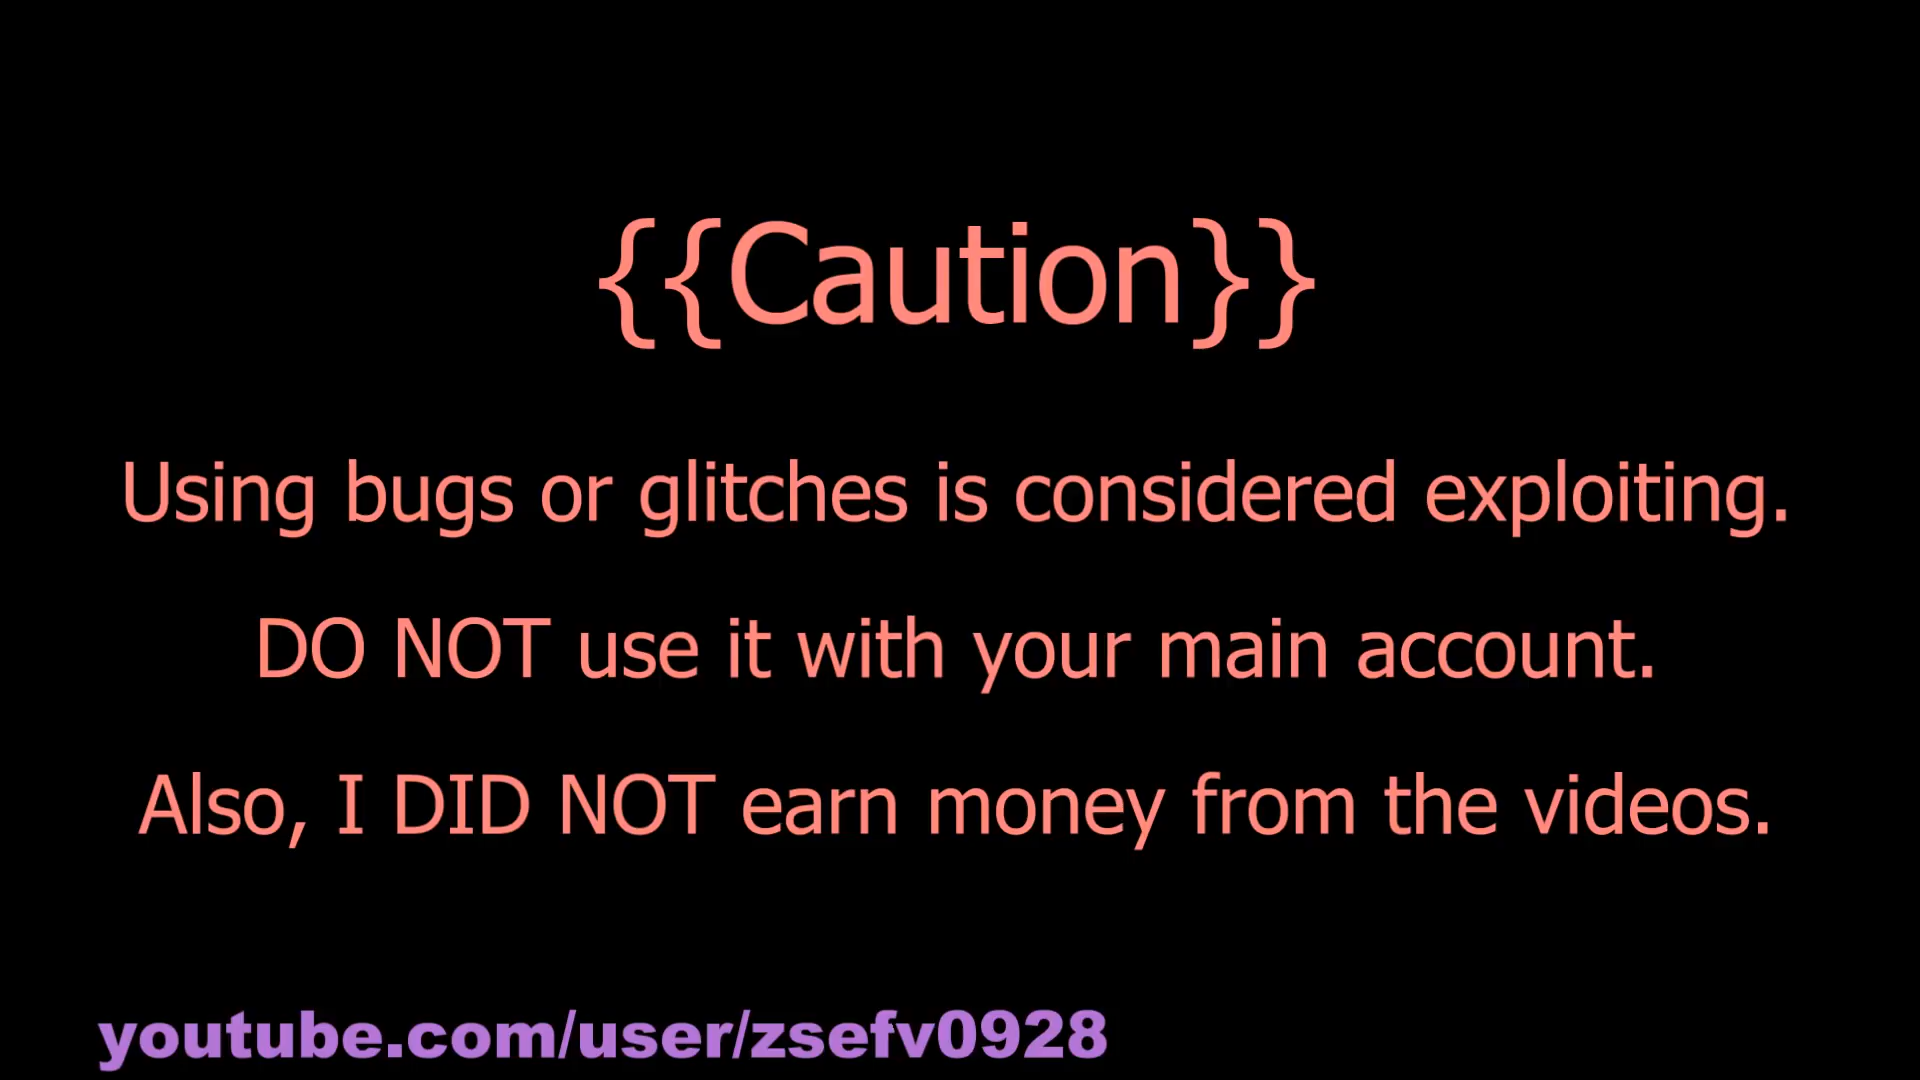 {{Caution}}
Using bugs or glitches is considered exploiting.
DO NOT use it with your main account.
Also, I DID NOT earn money from the videos.
youtube.com/user/zsefv0928